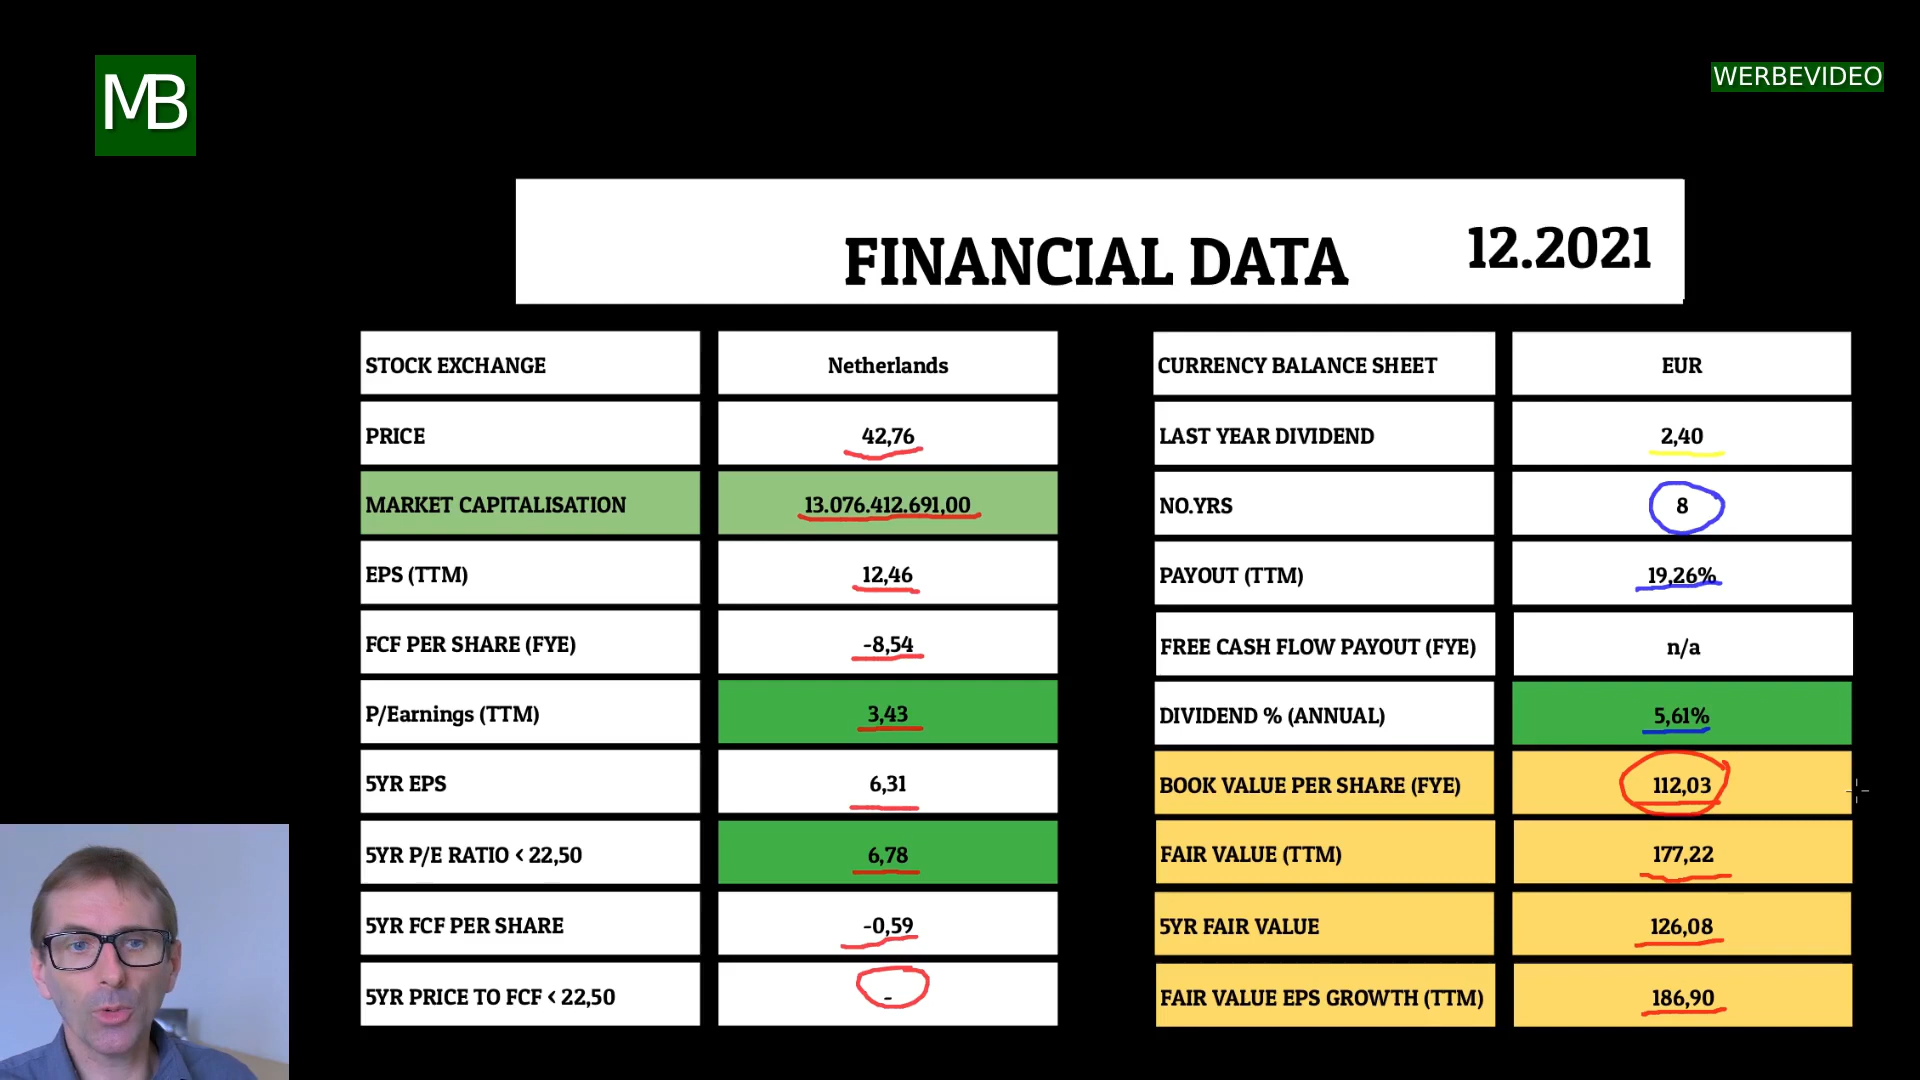 MB
WERBEVIDEO
FINANCIAL DATA
12.2021
STOCK EXCHANGE
Netherlands
PRICE
42,76
MARKET CAPITALISATION
13.076.412.691,00
EPS (TTM)
12,46
FCF PER SHARE (FYE)
-8,54
P/Earnings (TTM)
3,43
5YR EPS
6,31
5YR P/E RATIO < 22,50
6,78
5YR FCF PER SHARE
-0,59
5YR PRICE TO FCF < 22,50
-
CURRENCY BALANCE SHEET
EUR
LAST YEAR DIVIDEND
2,40
NO.YRS
8
PAYOUT (TTM)
19,26%
FREE CASH FLOW PAYOUT (FYE)
n/a
DIVIDEND % (ANNUAL)
5,61%
BOOK VALUE PER SHARE (FYE)
112,03
FAIR VALUE (TTM)
177,22
5YR FAIR VALUE
126,08
FAIR VALUE EPS GROWTH (TTM)
186,90